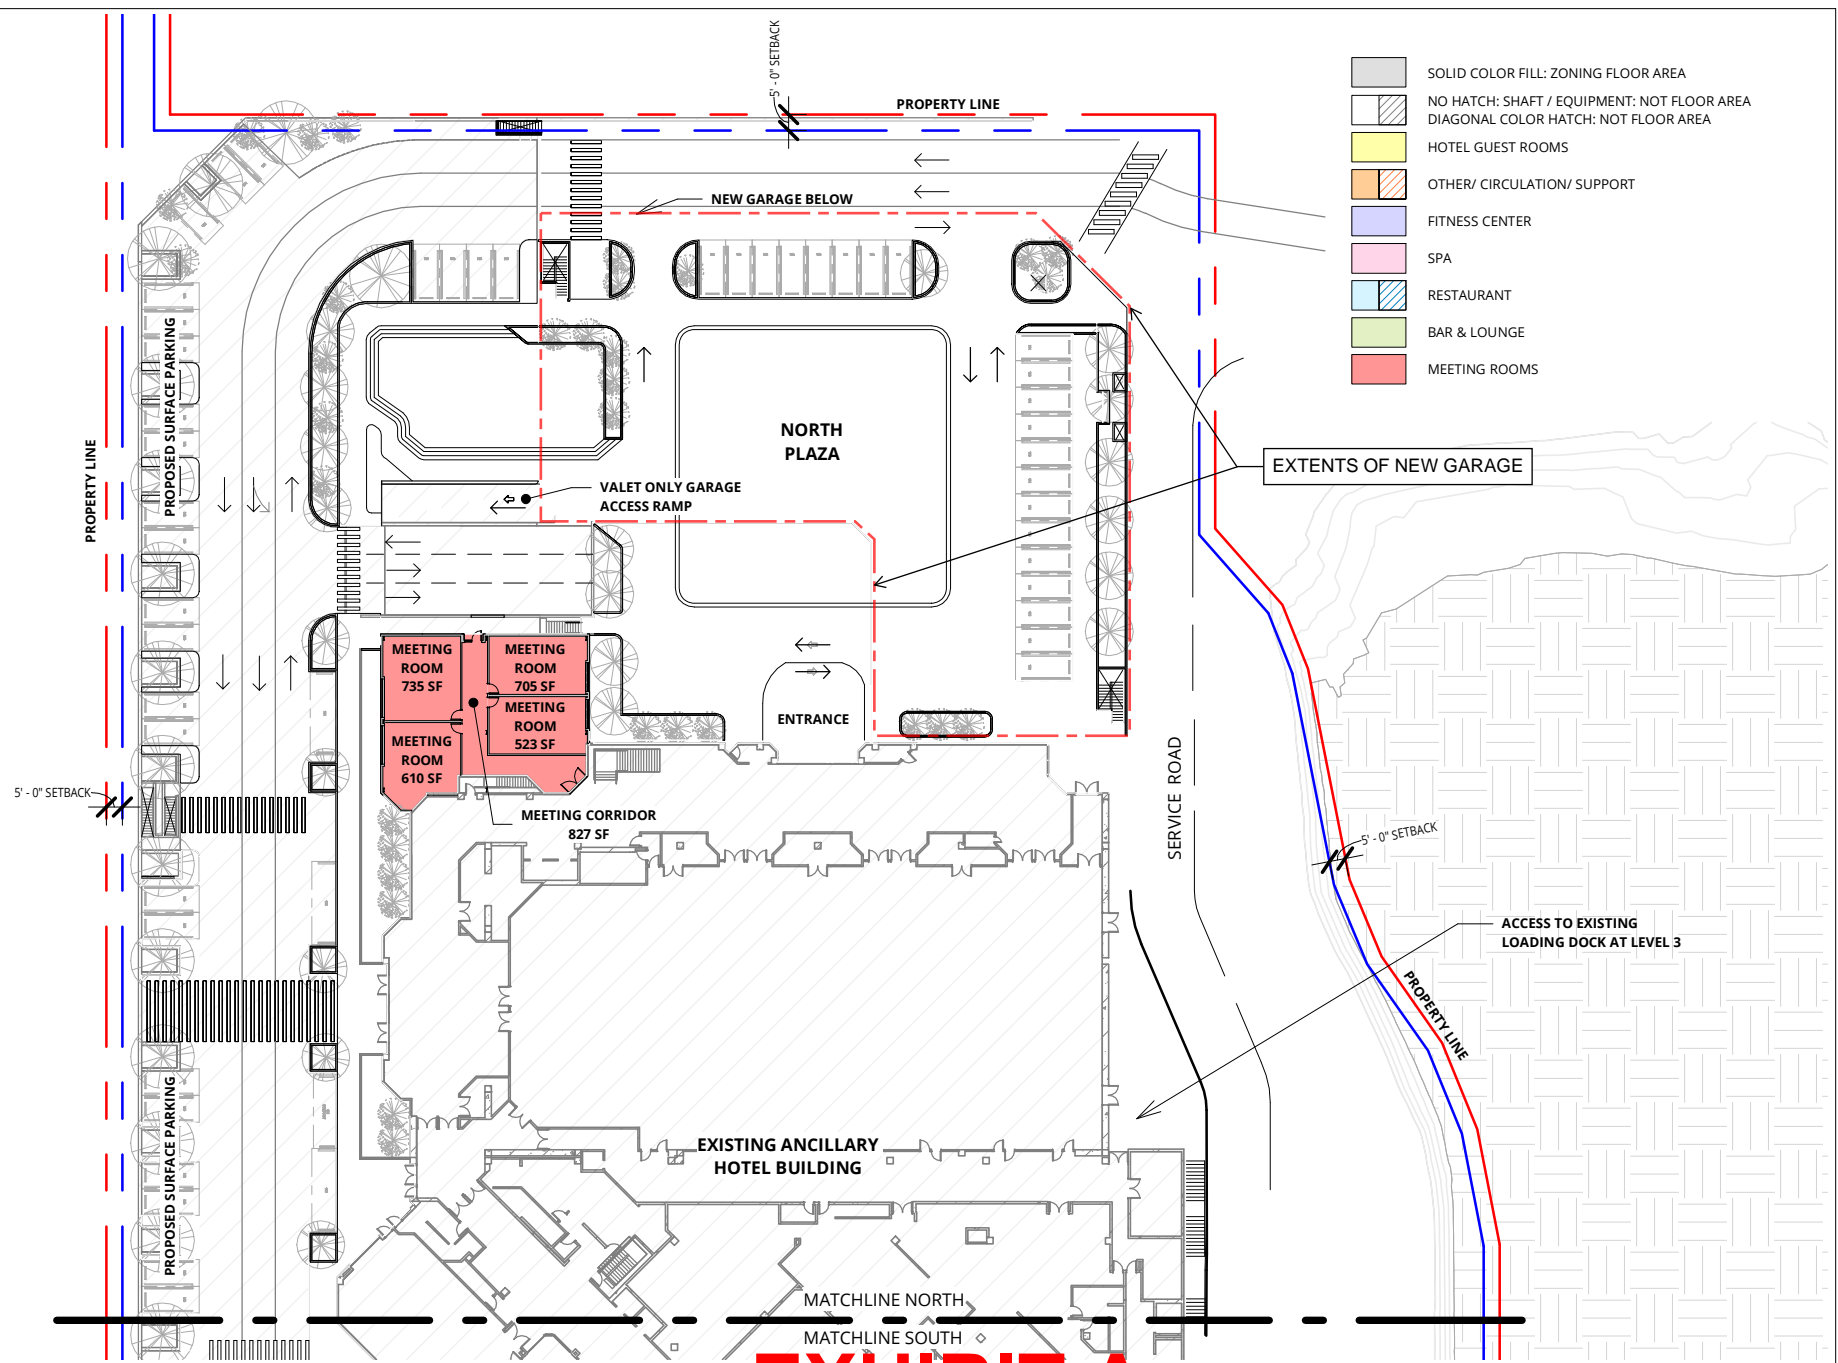 5' - 0" SETBACK
PROPERTY LINE
SOLID COLOR FILL: ZONING FLOOR AREA
NO HATCH: SHAFT / EQUIPMENT: NOT FLOOR AREA
DIAGONAL COLOR HATCH: NOT FLOOR AREA
HOTEL GUEST ROOMS
OTHER/ CIRCULATION/ SUPPORT
FITNESS CENTER
SPA
RESTAURANT
BAR & LOUNGE
MEETING ROOMS
NEW GARAGE BELOW
PROPOSED SURFACE PARKING
PROPERTY LINE
NORTH
PLAZA
EXTENTS OF NEW GARAGE
VALET ONLY GARAGE
ACCESS RAMP
MEETING
ROOM
735 SF
MEETING
ROOM
705 SF
MEETING
ROOM
523 SF
MEETING
ROOM
610 SF
ENTRANCE
5' - 0" SETBACK
MEETING CORRIDOR
827 SF
SERVICE ROAD
5' - 0" SETBACK
ACCESS TO EXISTING
LOADING DOCK AT LEVEL 3
PROPERTY LINE
PROPOSED SURFACE PARKING
EXISTING ANCILLARY
HOTEL BUILDING
MATCHLINE NORTH
MATCHLINE SOUTH
EXHIBIT A